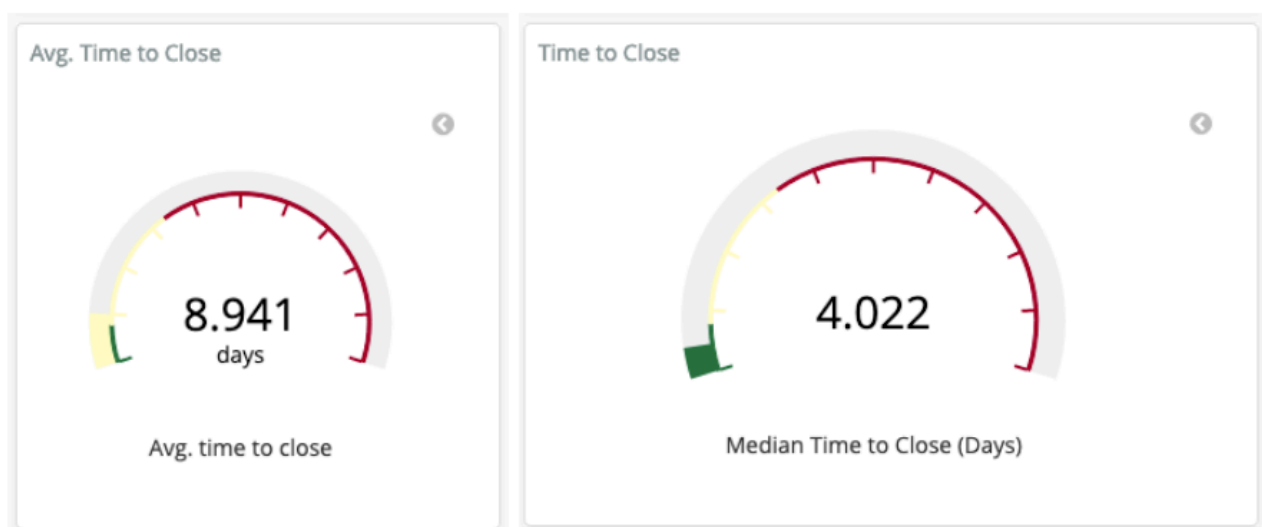 Avg. Time to Close
8.941
days
Avg. time to close
Time to Close
4.022
Median Time to Close (Days)